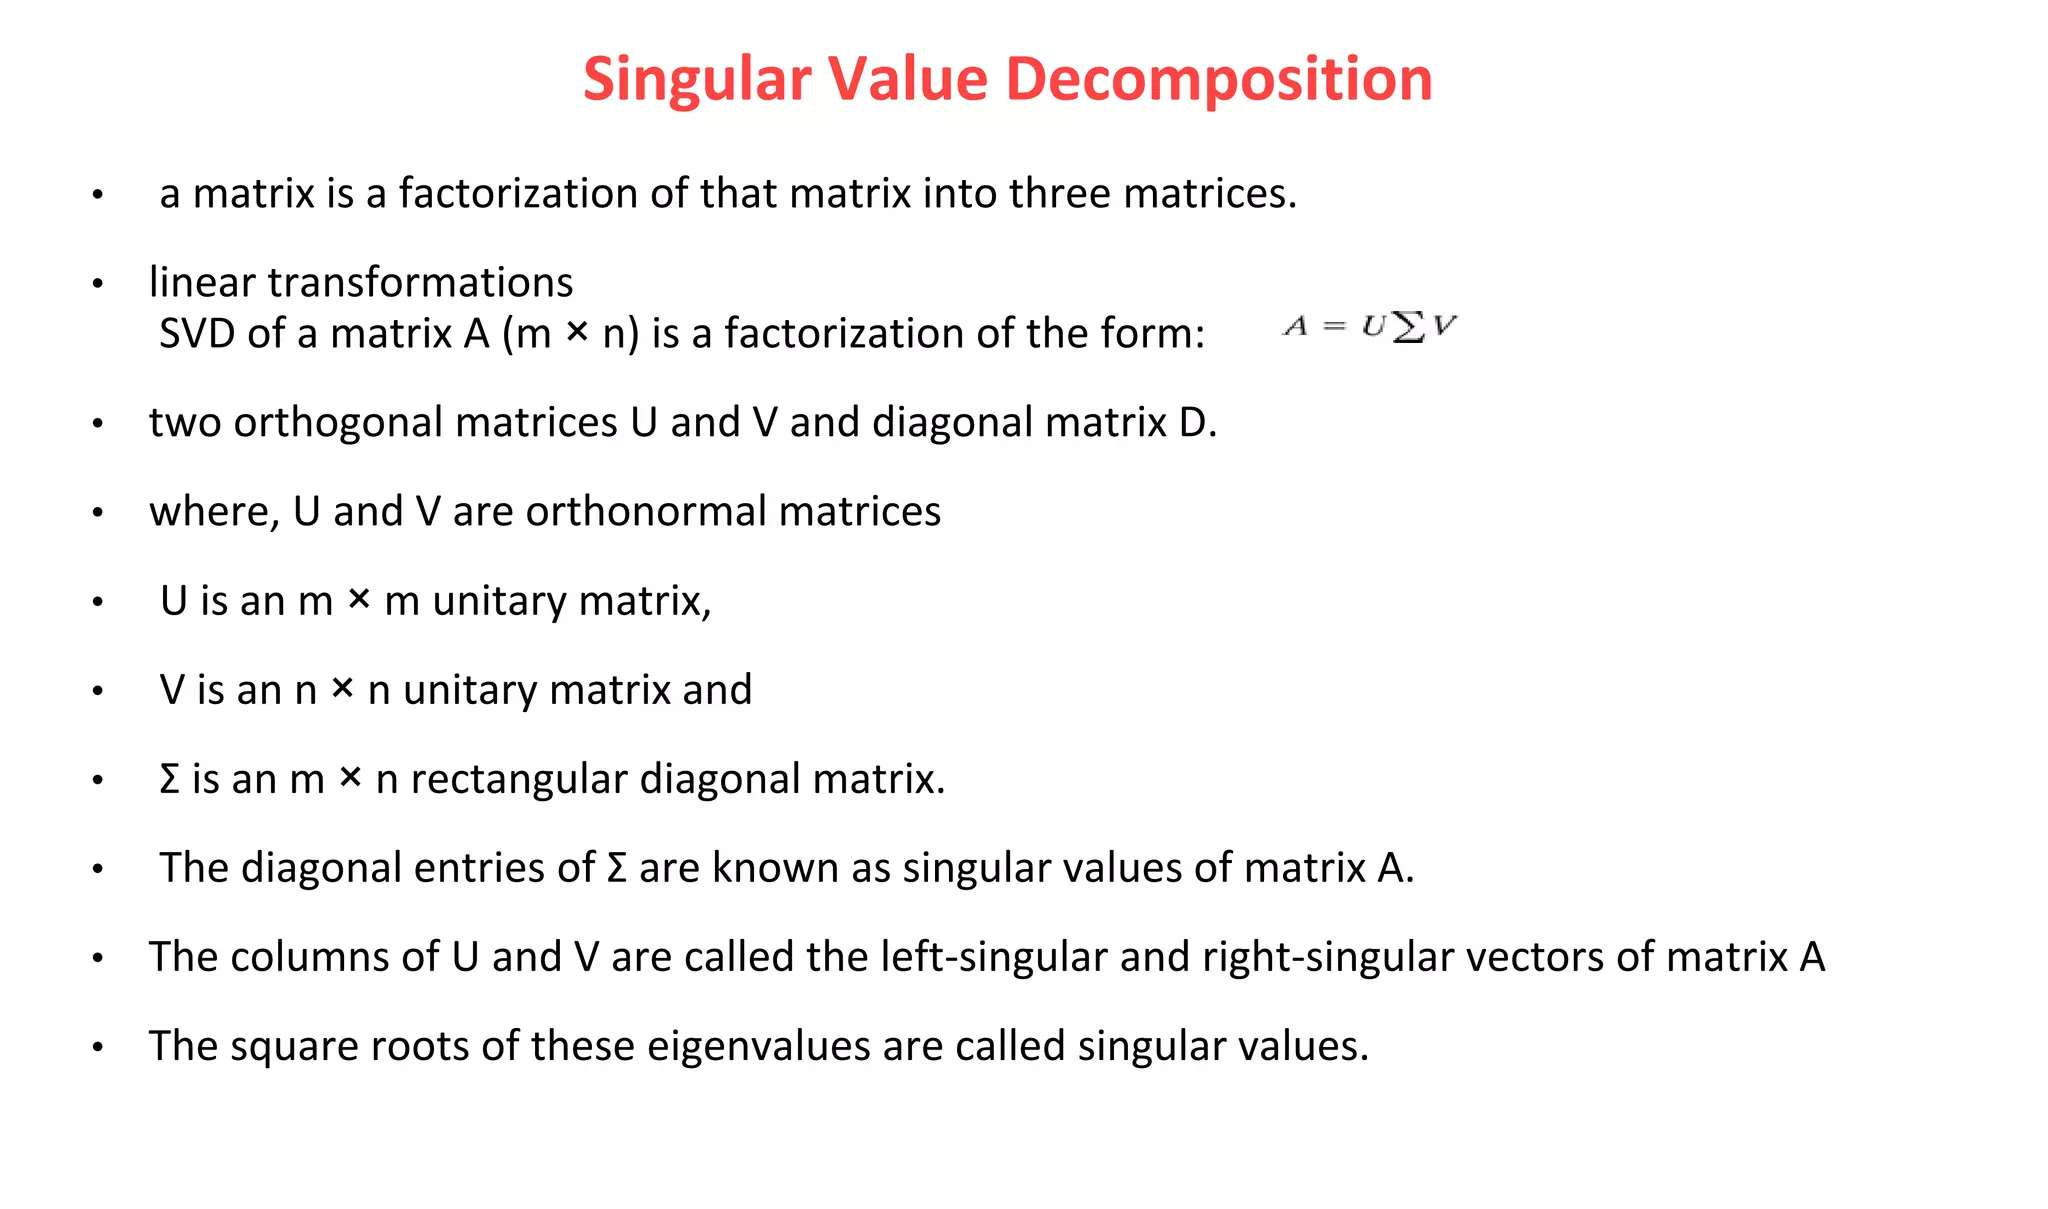 Singular Value Decomposition
• a matrix is a factorization of that matrix into three matrices.
• linear transformations
SVD of a matrix A (m × n) is a factorization of the form: A = U∑V
• two orthogonal matrices U and V and diagonal matrix D.
• where, U and V are orthonormal matrices
• U is an m × m unitary matrix,
• V is an n × n unitary matrix and
• Σ is an m × n rectangular diagonal matrix.
• The diagonal entries of Σ are known as singular values of matrix A.
• The columns of U and V are called the left-singular and right-singular vectors of matrix A
• The square roots of these eigenvalues are called singular values.